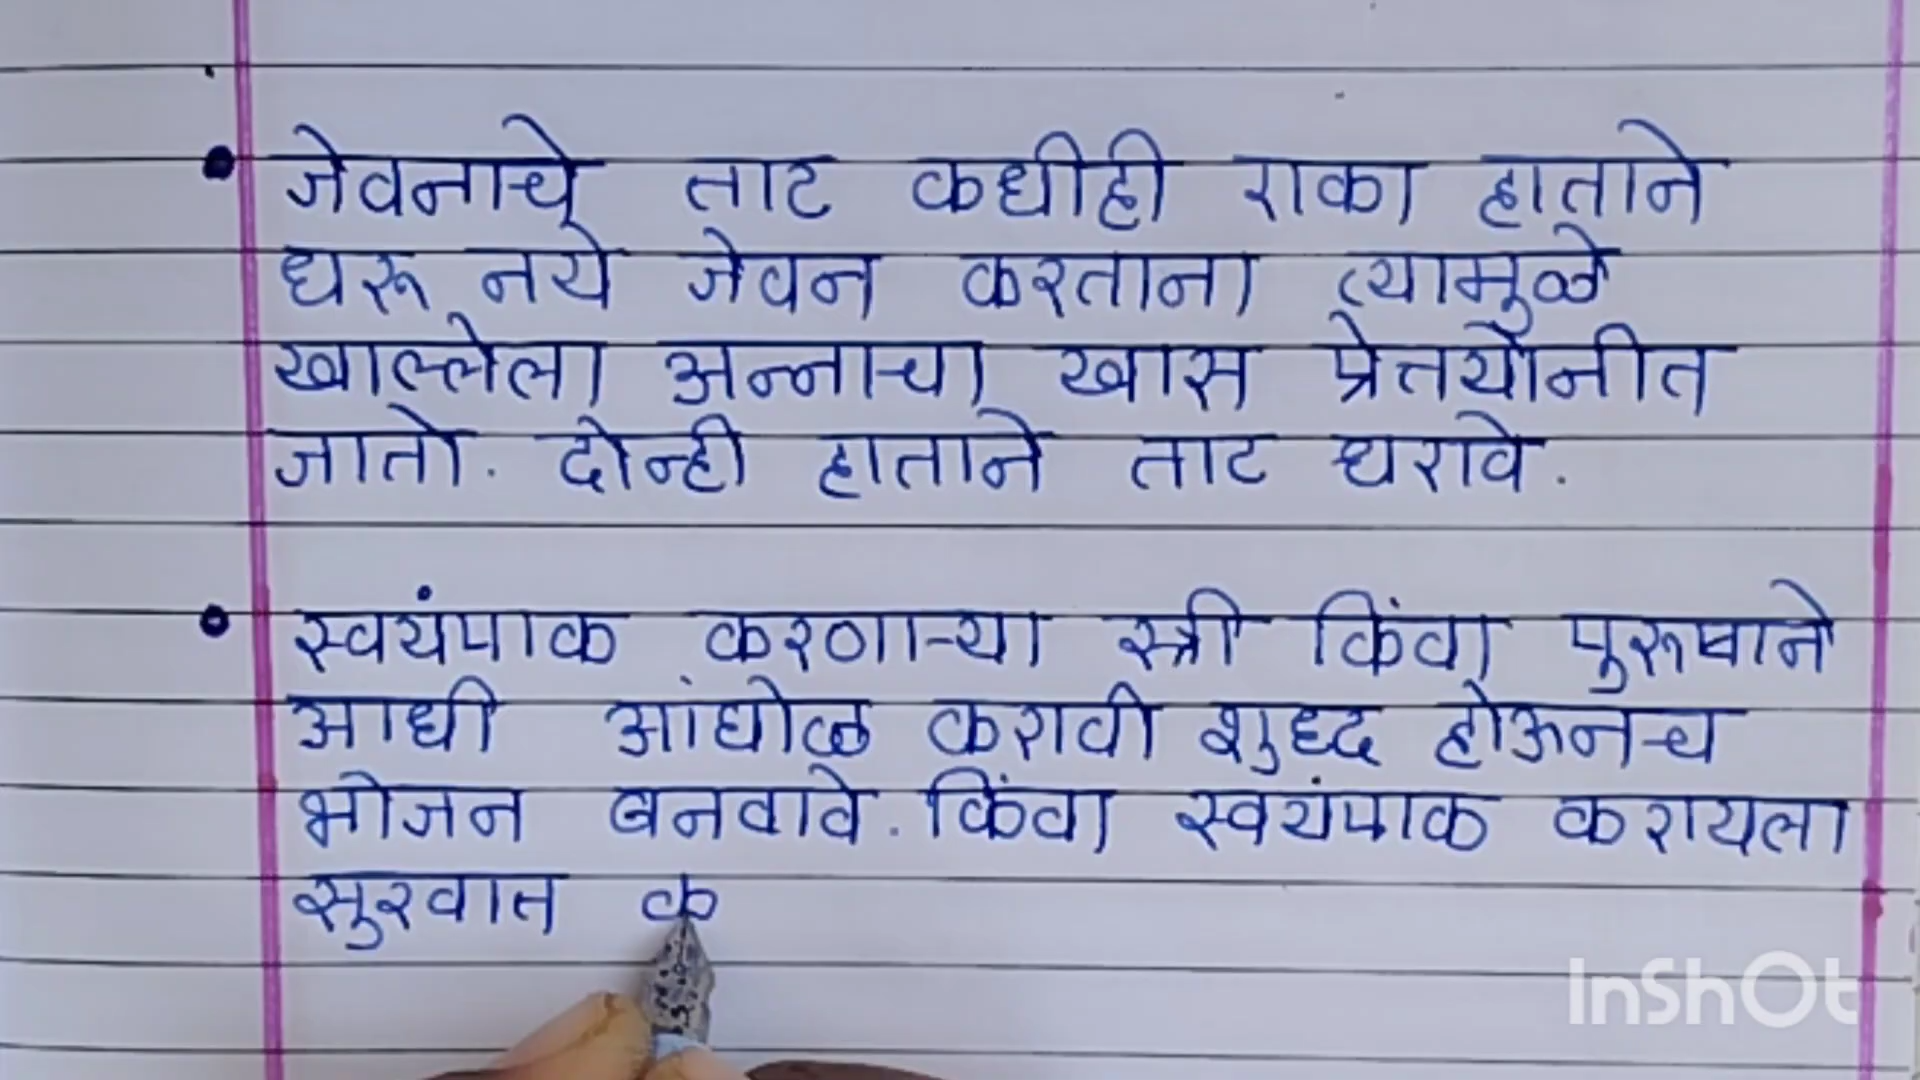 • जेवनाचे ताट कधीही एका हाताने
धरू नये जेवन करताना त्यामुळे
खाल्लेला अन्नाचा खास प्रेतयोनीत
जातो. दोन्ही हाताने ताट धरावे.
• स्वयंपाक करणाऱ्या स्त्री किंवा पुरूषाने
आधी आंघोळ करावी शुध्द होऊनच
भोजन बनवावे. किंवा स्वयंपाक करायला
सुरवात क
InShOt